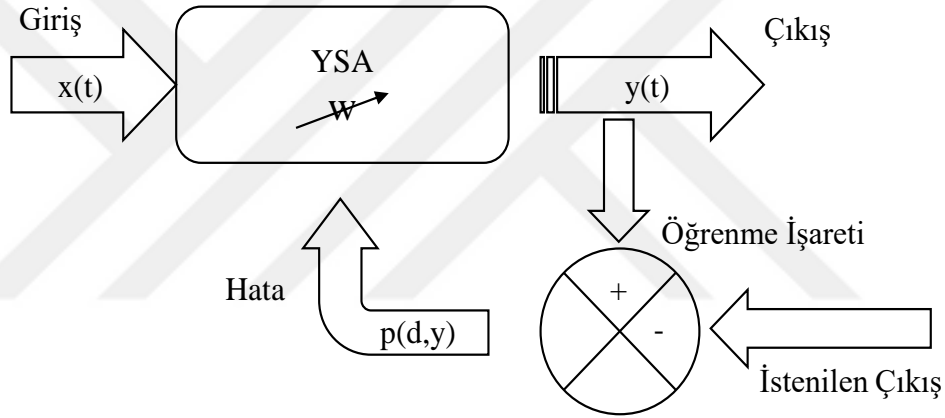 Giriş
x(t)
YSA
w
y(t)
Çıkış
Öğrenme İşareti
Hata
p(d,y)
+
-
İstenilen Çıkış